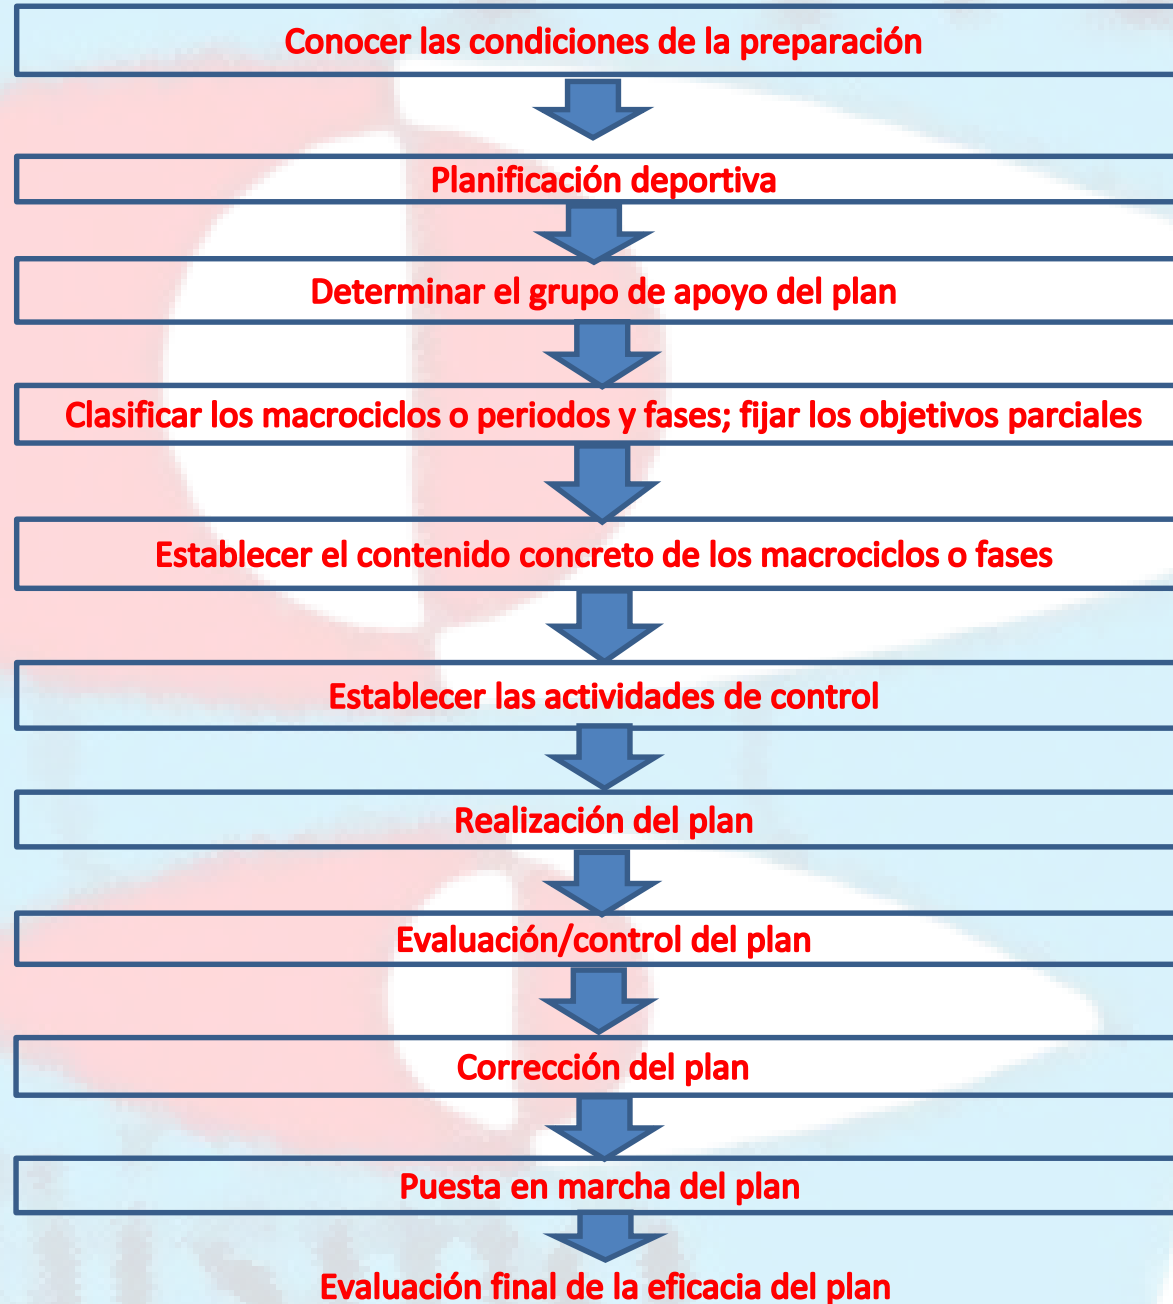 Conocer las condiciones de la preparación
Planificación deportiva
Determinar el grupo de apoyo del plan
Clasificar los macrociclos o periodos y fases; fijar los objetivos parciales
Establecer el contenido concreto de los macrociclos o fases
Establecer las actividades de control
Realización del plan
Evaluación/control del plan
Corrección del plan
Puesta en marcha del plan
Evaluación final de la eficacia del plan